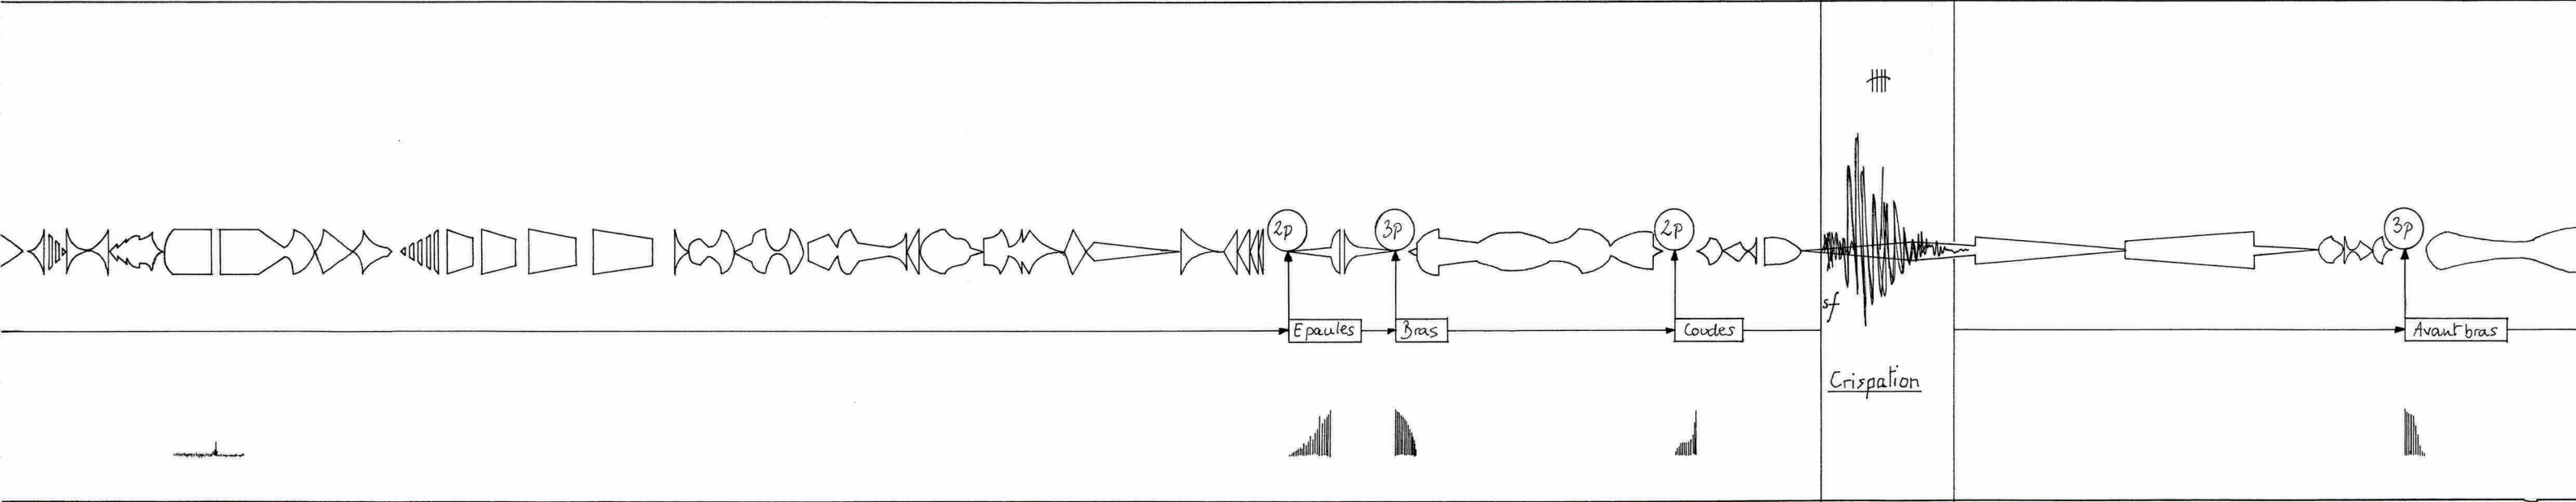 2p
3p
2p
3p
sf
Epaules
Bras
Coudes
Avant bras
Crispation